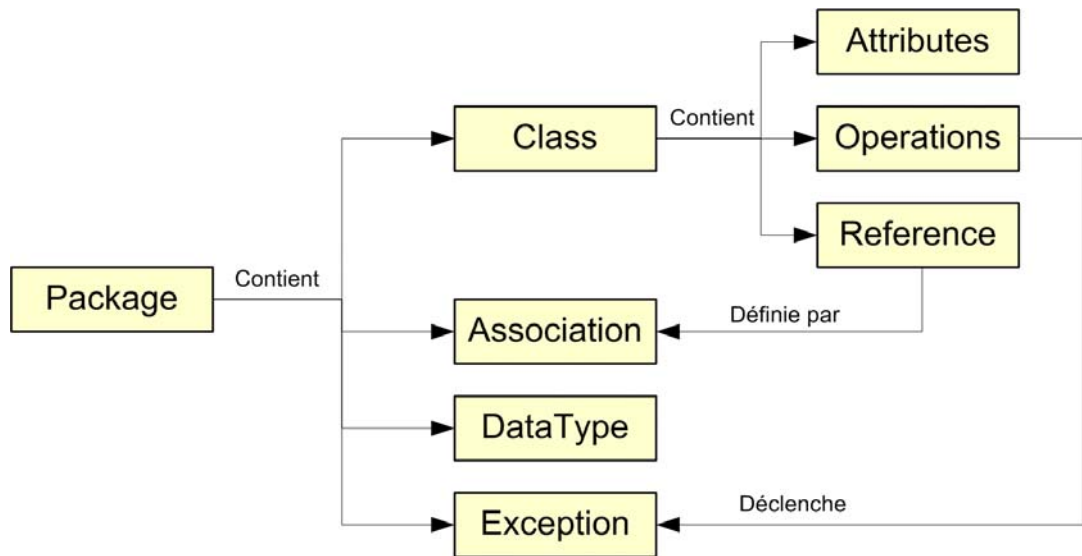 Attributes
Class
Contient
Operations
Reference
Package
Contient
Association
Définie par
DataType
Exception
Déclenche